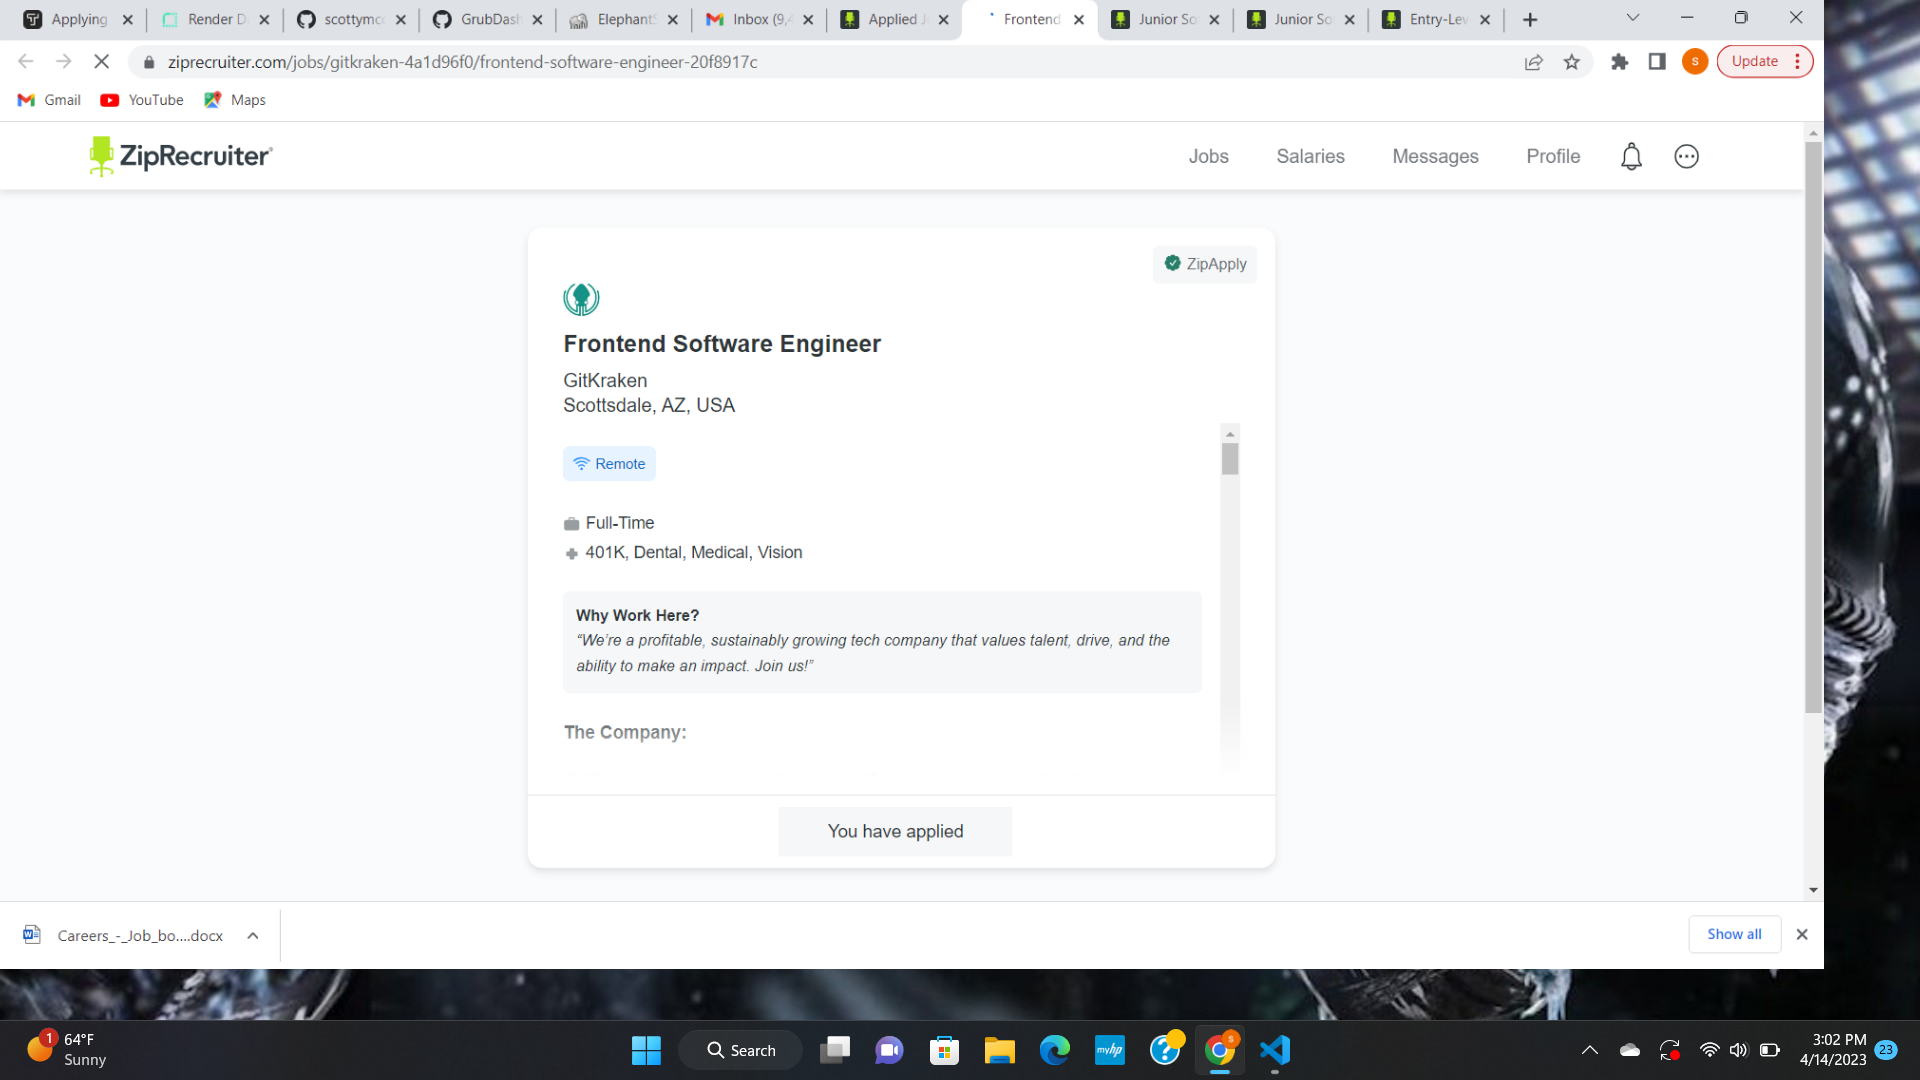 Applying
Render D
scottymc
GrubDash
Elephant
Inbox (9,4
Applied J
Frontend
Junior So
Junior So
Entry-Lev
ziprecruiter.com/jobs/gitkraken-4a1d96f0/frontend-software-engineer-20f8917c
S
Update
Gmail
YouTube
Maps
ZipRecruiter
Jobs
Salaries
Messages
Profile
ZipApply
Frontend Software Engineer
GitKraken
Scottsdale, AZ, USA
Remote
Full-Time
401K, Dental, Medical, Vision
Why Work Here?
“We’re a profitable, sustainably growing tech company that values talent, drive, and the
ability to make an impact. Join us!”
The Company:
You have applied
Careers_-_Job_bo....docx
Show all
1
64°F
Sunny
Search
myhp
S
3:02 PM
4/14/2023
23